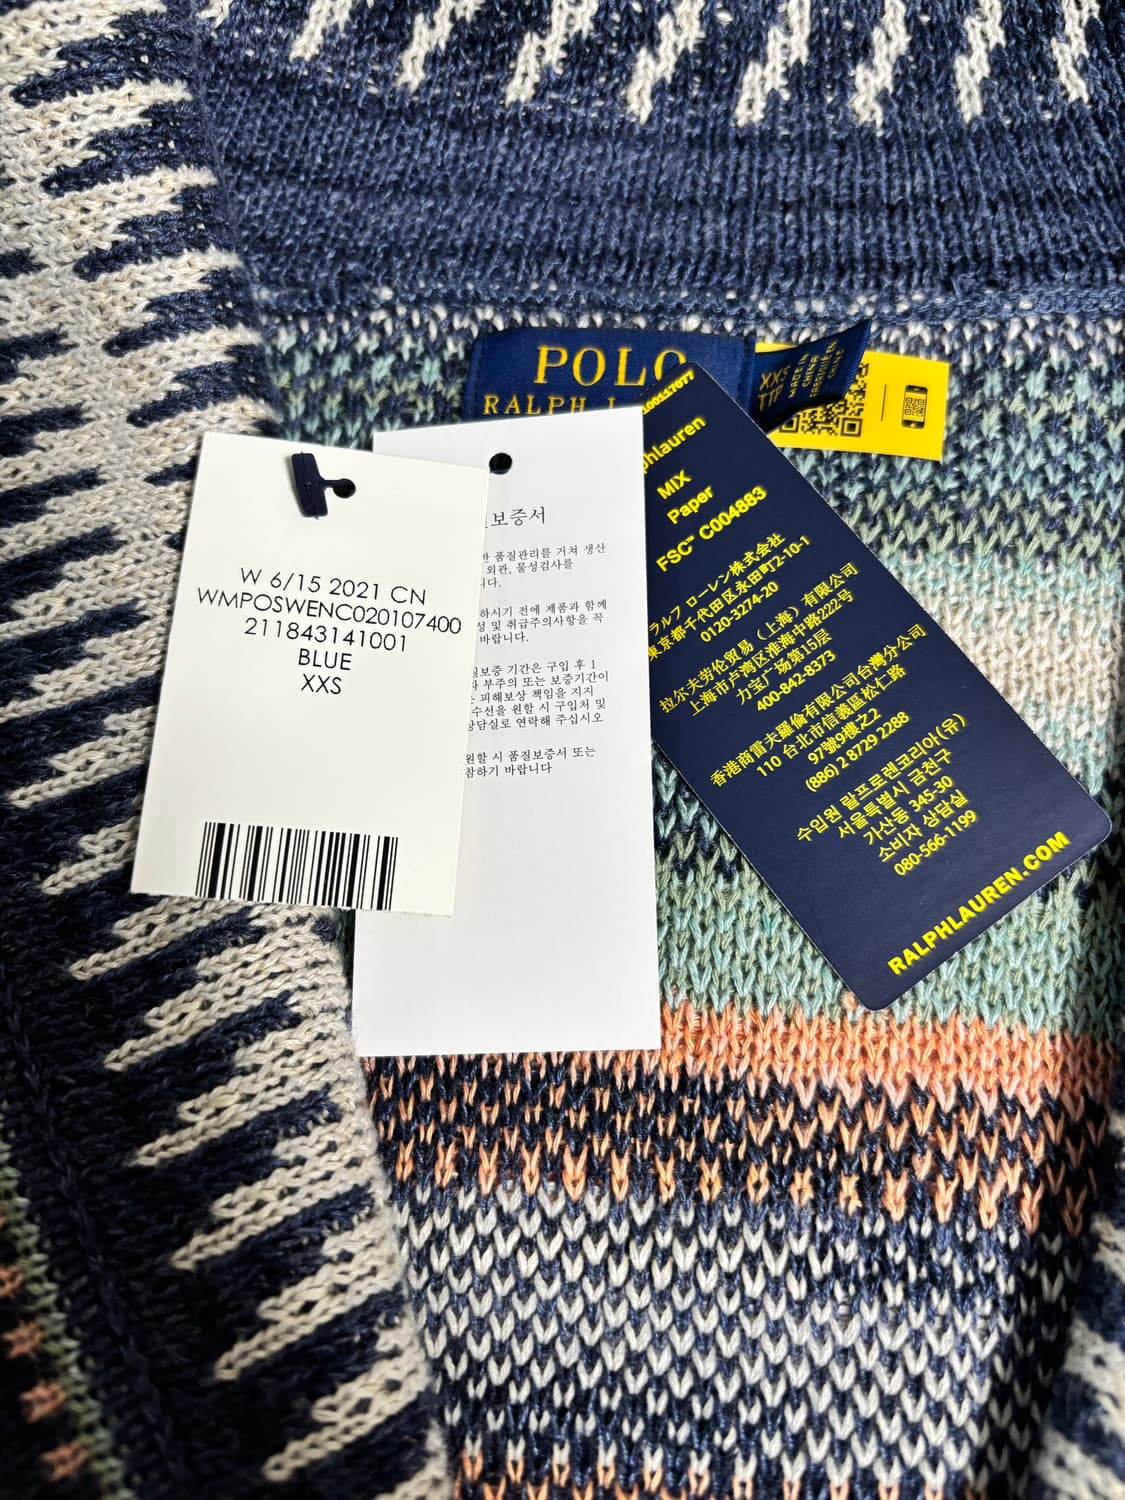 POLO
RALPH L
XXS
TTP
MADE IN
CHINA
FABRIQUÉ EN
CHINE
W 6/15 2021 CN
WMPOSWENC020107400
211843141001
BLUE
XXS
보증서
한 품질관리를 거쳐 생산
외관, 물성검사를
니다.
하시기 전에 제품과 함께
성 및 취급주의사항을 꼭
바랍니다.
질보증 기간은 구입 후 1
부주의 또는 보증기간이
피해보상 책임을 지지
수선을 원할 시 구입처 및
상담실로 연락해 주십시오
원할 시 품질보증서 또는
참하기 바랍니다
100117077
phlauren
MIX
Paper
FSC™ C004883
ラルフ ローレン株式会社
東京都千代田区永田町2-10-1
0120-3274-20
拉尔夫劳伦贸易（上海）有限公司
上海市卢湾区淮海中路222号
力宝广场第15层
400-842-8373
香港商雷夫羅倫有限公司台灣分公司
110 台北市信義區松仁路
97號9樓之2
(886) 2 8729 2288
수입원 랄프로렌코리아(유)
서울특별시 금천구
가산동 345-30
소비자 상담실
080-566-1199
RALPHLAUREN.COM